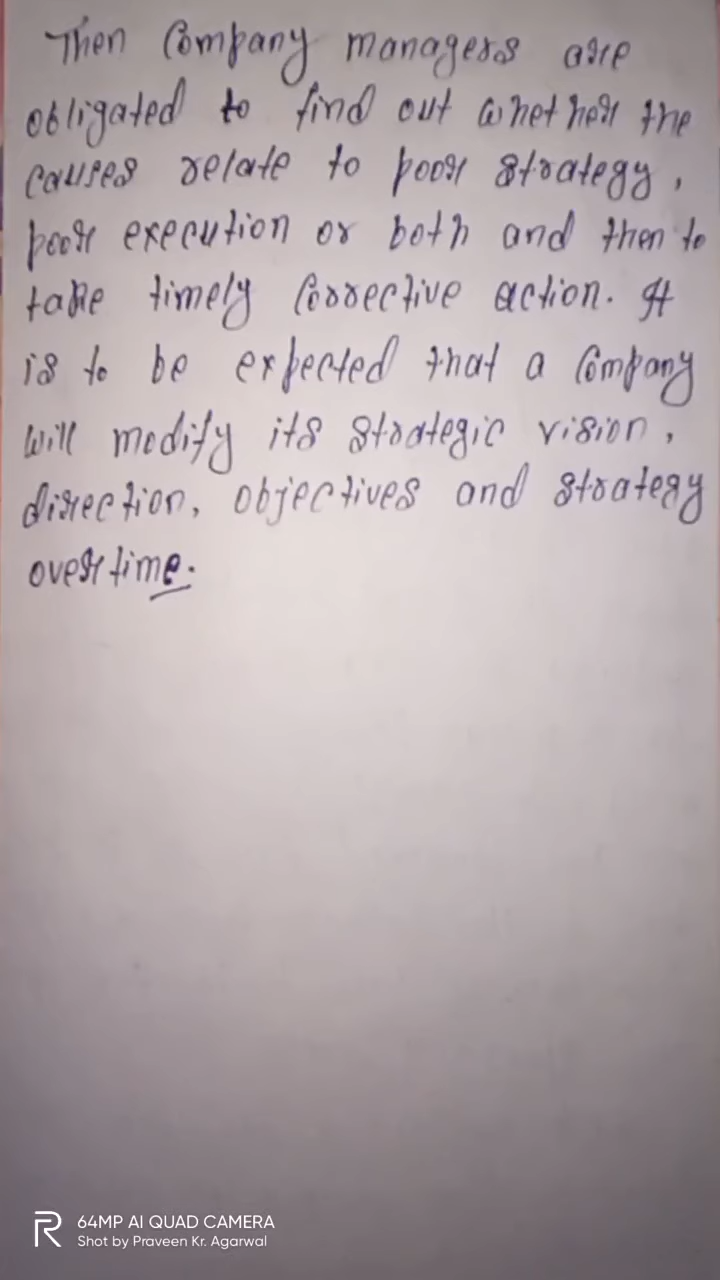 Then Company managers are
obligated to find out whether the
causes relate to poor strategy,
poor execution or both and then to
take timely corrective action. It
is to be expected that a Company
will modify its strategic vision,
direction, objectives and strategy
over time.
64MP AI QUAD CAMERA
Shot by Praveen Kr. Agarwal